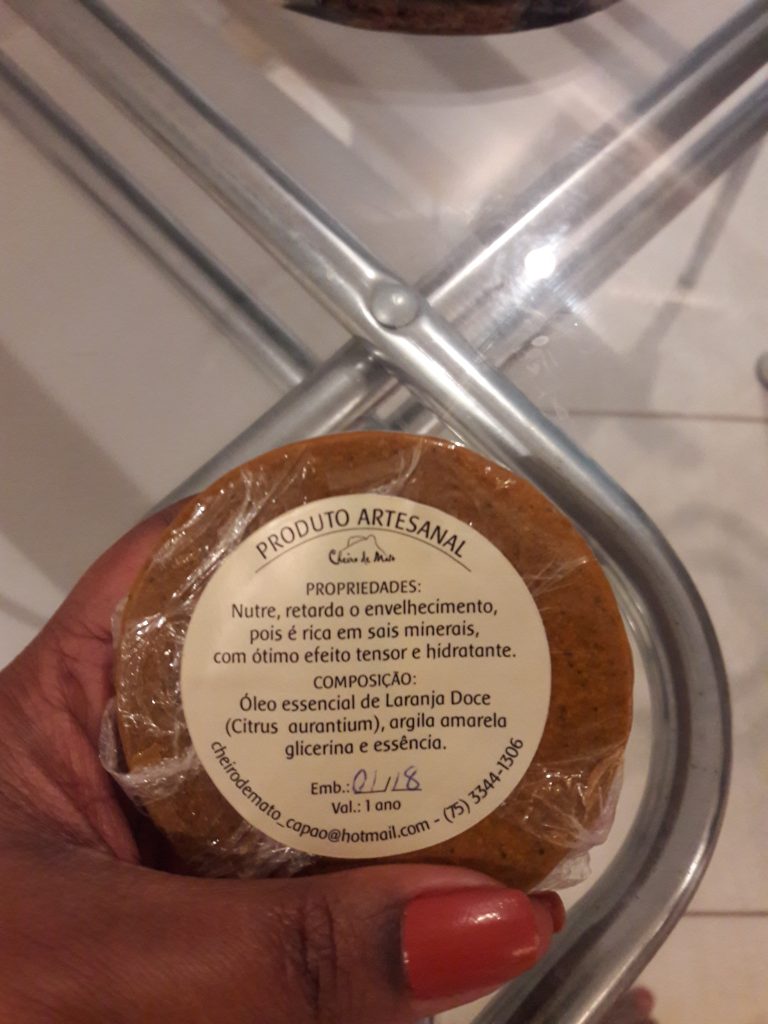 PRODUTO ARTESANAL
Cheiro de Mato
PROPRIEDADES:
Nutre, retarda o envelhecimento,
pois é rica em sais minerais,
com ótimo efeito tensor e hidratante.
COMPOSIÇÃO:
Óleo essencial de Laranja Doce
(Citrus aurantium), argila amarela
glicerina e essência.
Emb.: 01/18
Val.: 1 ano
cheirodemato_capao@hotmail.com - (75) 3344-1306